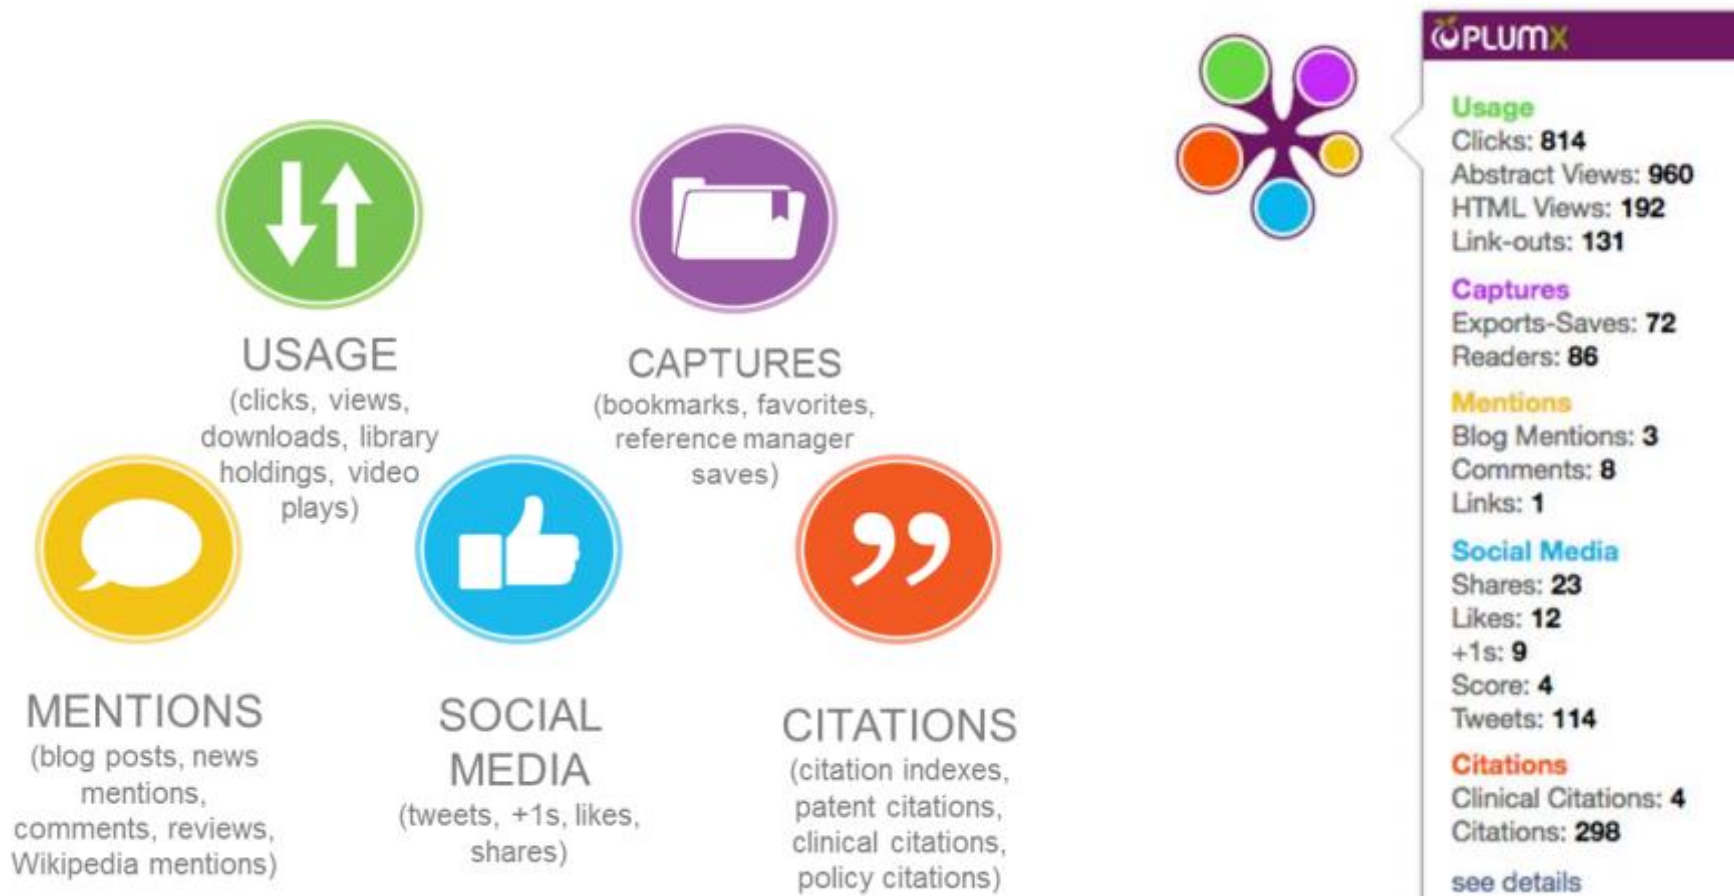 USAGE
(clicks, views,
downloads, library
holdings, video
plays)
CAPTURES
(bookmarks, favorites,
reference manager
saves)
MENTIONS
(blog posts, news
mentions,
comments, reviews,
Wikipedia mentions)
SOCIAL
MEDIA
(tweets, +1s, likes,
shares)
CITATIONS
(citation indexes,
patent citations,
clinical citations,
policy citations)
PLUMX
Usage
Clicks: 814
Abstract Views: 960
HTML Views: 192
Link-outs: 131
Captures
Exports-Saves: 72
Readers: 86
Mentions
Blog Mentions: 3
Comments: 8
Links: 1
Social Media
Shares: 23
Likes: 12
+1s: 9
Score: 4
Tweets: 114
Citations
Clinical Citations: 4
Citations: 298
see details